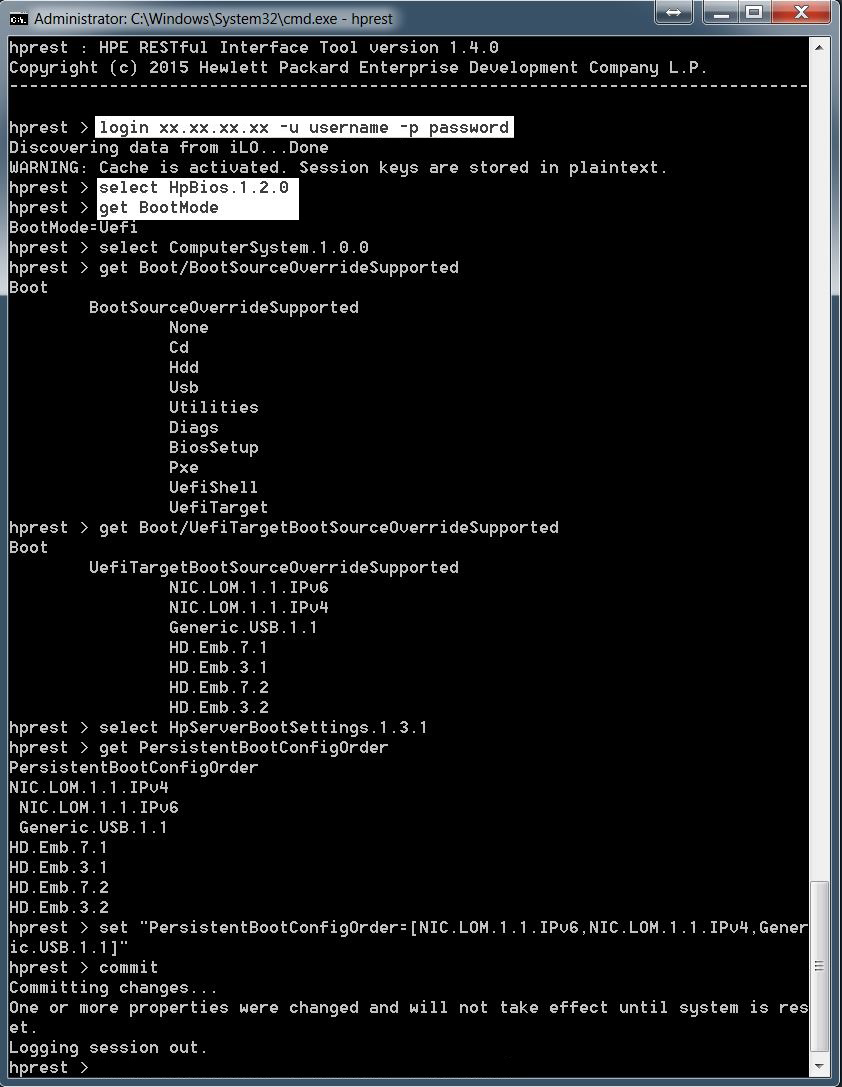 Administrator: C:\Windows\System32\cmd.exe - hprest
hprest : HPE RESTful Interface Tool version 1.4.0
Copyright (c) 2015 Hewlett Packard Enterprise Development Company L.P.
--------------------------------------------------------------------------------
hprest > login xx.xx.xx.xx -u username -p password
Discovering data from iLO...Done
WARNING: Cache is activated. Session keys are stored in plaintext.
hprest > select HpBios.1.2.0
hprest > get BootMode
BootMode=Uefi
hprest > select ComputerSystem.1.0.0
hprest > get Boot/BootSourceOverrideSupported
Boot
        BootSourceOverrideSupported
                None
                Cd
                Hdd
                Usb
                Utilities
                Diags
                BiosSetup
                Pxe
                UefiShell
                UefiTarget
hprest > get Boot/UefiTargetBootSourceOverrideSupported
Boot
        UefiTargetBootSourceOverrideSupported
                NIC.LOM.1.1.IPv6
                NIC.LOM.1.1.IPv4
                Generic.USB.1.1
                HD.Emb.7.1
                HD.Emb.3.1
                HD.Emb.7.2
                HD.Emb.3.2
hprest > select HpServerBootSettings.1.3.1
hprest > get PersistentBootConfigOrder
PersistentBootConfigOrder
NIC.LOM.1.1.IPv4
 NIC.LOM.1.1.IPv6
 Generic.USB.1.1
HD.Emb.7.1
HD.Emb.3.1
HD.Emb.7.2
HD.Emb.3.2
hprest > set "PersistentBootConfigOrder=[NIC.LOM.1.1.IPv6,NIC.LOM.1.1.IPv4,Gener
ic.USB.1.1]"
hprest > commit
Committing changes...
One or more properties were changed and will not take effect until system is res
et.
Logging session out.
hprest >